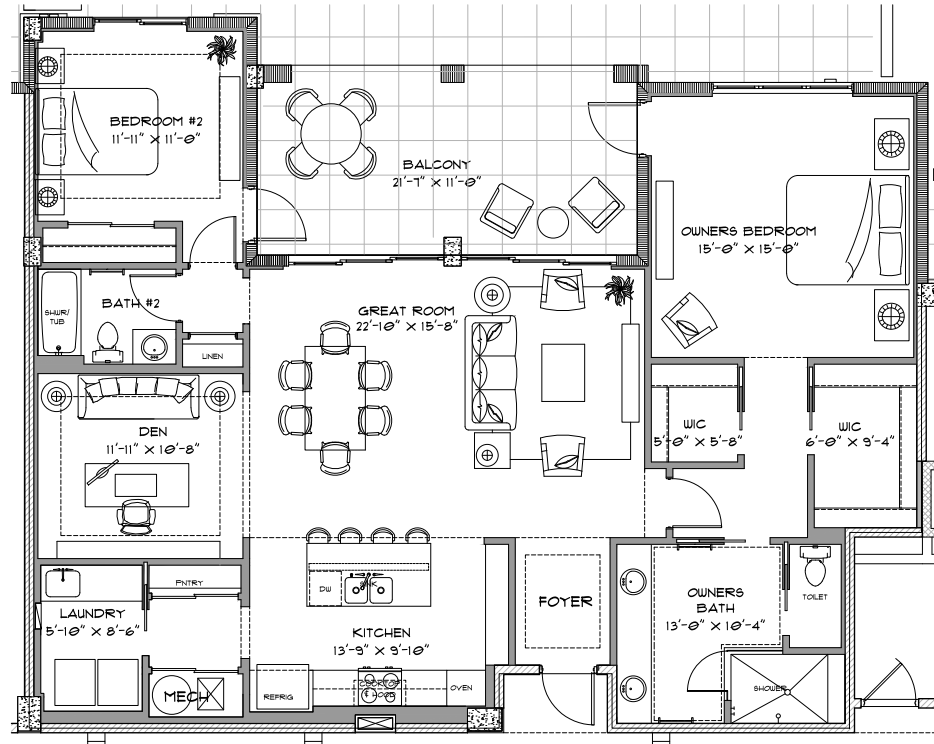 BEDROOM #2
11'-11" X 11'-0"
BALCONY
21'-7" X 11'-0"
OWNERS BEDROOM
15'-0" X 15'-0"
SHWR/
TUB
BATH #2
LINEN
GREAT ROOM
22'-10" X 15'-8"
DEN
11'-11" X 10'-8"
WIC
5'-0" X 5'-8"
WIC
6'-0" X 9'-4"
PNTRY
LAUNDRY
5'-10" X 8'-6"
MECH
DW
KITCHEN
13'-9" X 9'-10"
REFRIG
COOKTOP
& HOOD
OVEN
FOYER
OWNERS
BATH
13'-0" X 10'-4"
TOILET
SHOWER